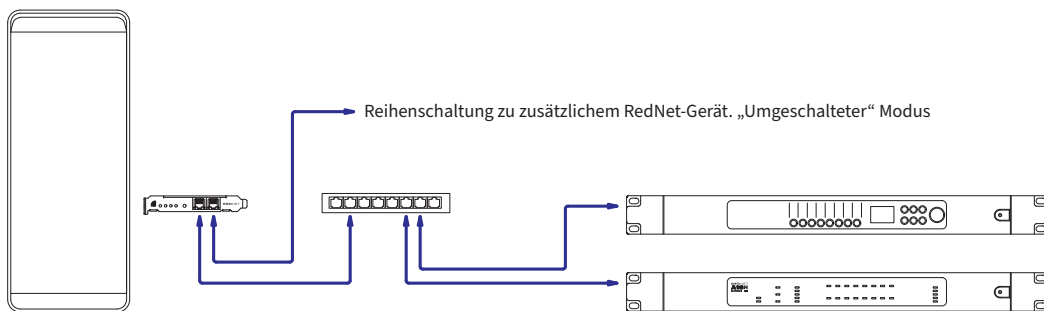 Reihenschaltung zu zusätzlichem RedNet-Gerät. „Umgeschalteter“ Modus